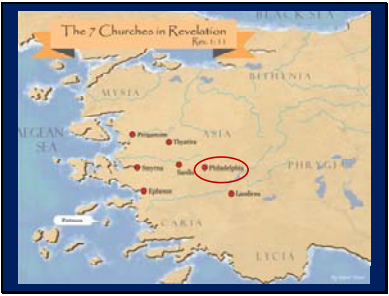 BLACK SEA
The 7 Churches in Revelation
Rev. 1:11
BITHYNIA
MYSIA
AEGEAN
SEA
Pergamum
ASIA
Thyatira
Smyrna
Sardis
Philadelphia
PHRYGIA
Ephesus
Laodicea
Patmos
CARIA
LYCIA